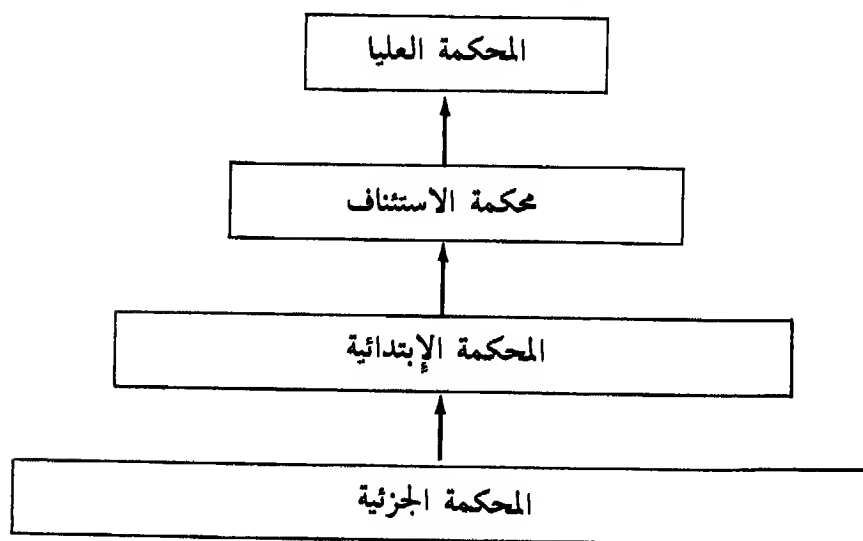 المحكمة العليا
محكمة الاستئناف
المحكمة الإبتدائية
المحكمة الجزئية